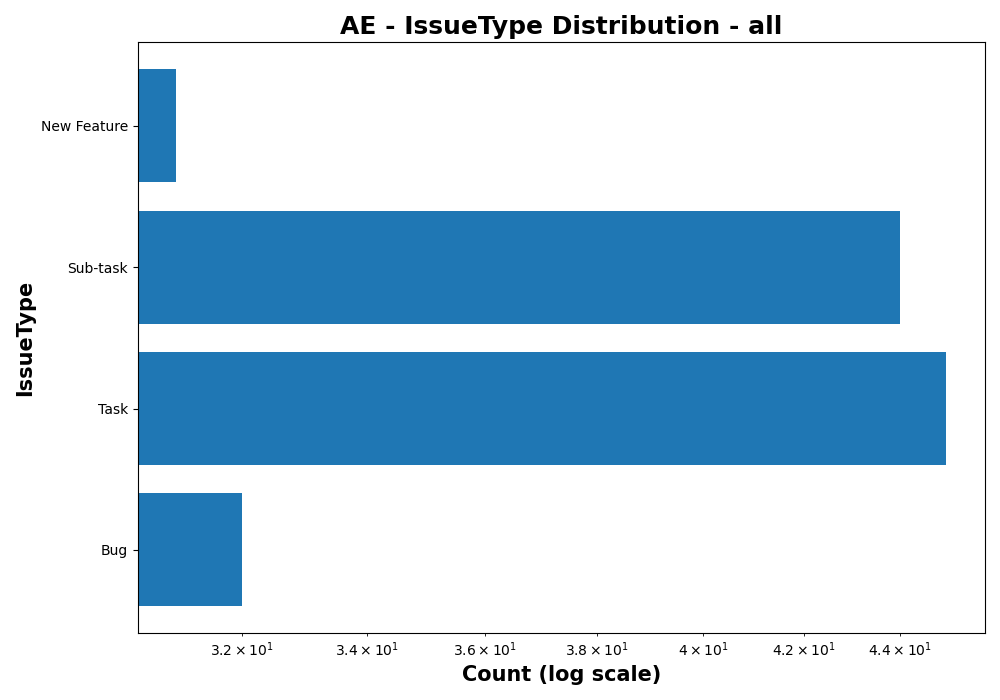 AE - IssueType Distribution - all
IssueType
New Feature
Sub-task
Task
Bug
3.2 × 10¹ 3.4 × 10¹ 3.6 × 10¹ 3.8 × 10¹ 4 × 10¹ 4.2 × 10¹ 4.4 × 10¹
Count (log scale)